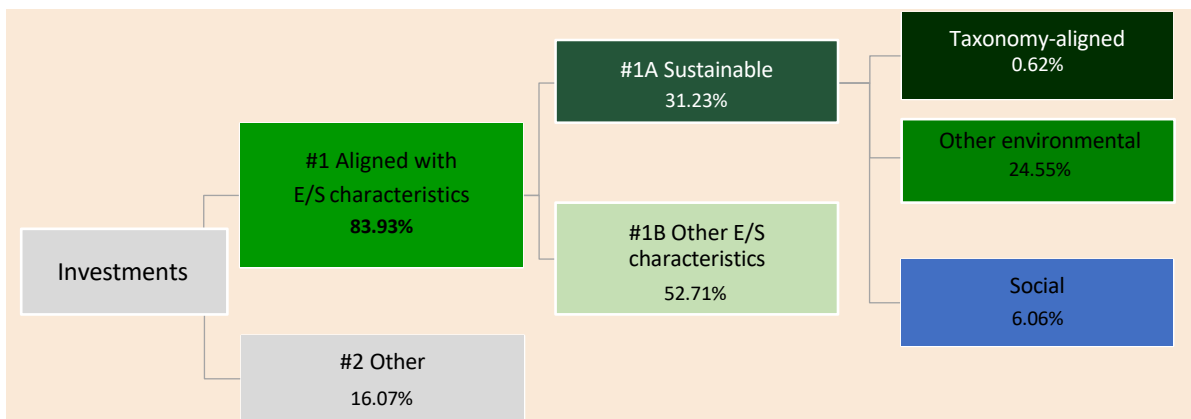 Investments
#1 Aligned with
E/S characteristics
83.93%
#2 Other
16.07%
#1A Sustainable
31.23%
#1B Other E/S
characteristics
52.71%
Taxonomy-aligned
0.62%
Other environmental
24.55%
Social
6.06%